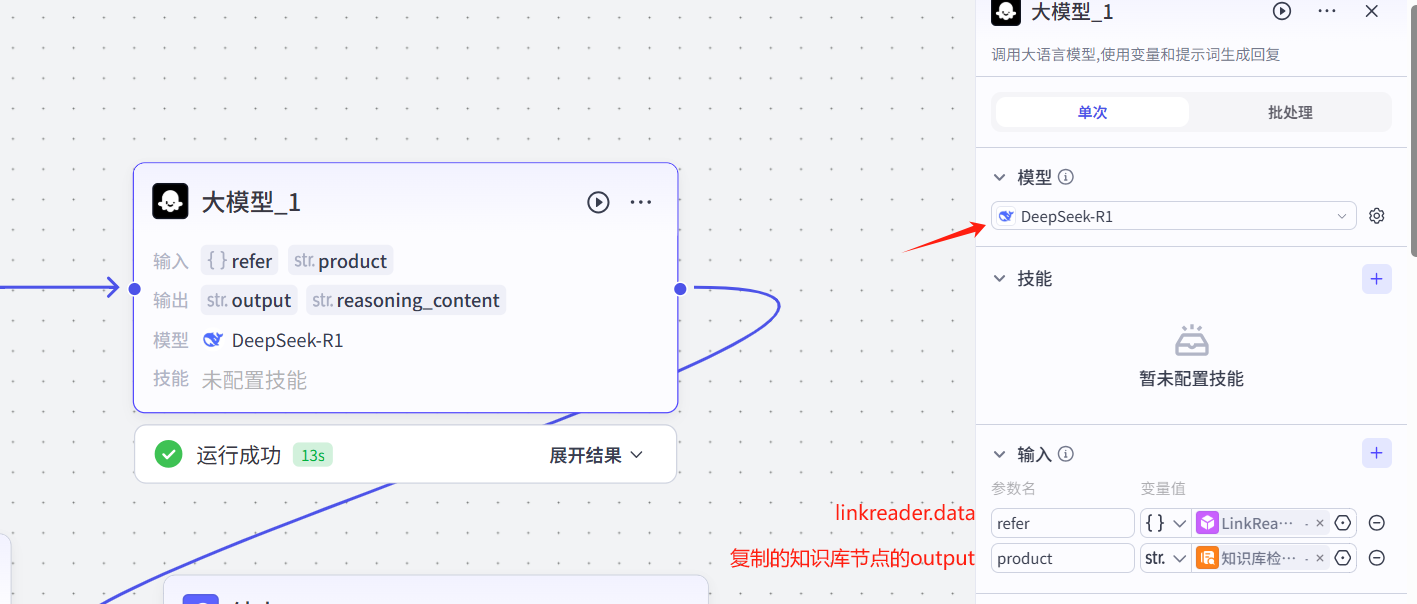 大模型_1
输入 { } refer str. product
输出 str. output str. reasoning_content
模型 DeepSeek-R1
技能 未配置技能
运行成功 13s 展开结果
linkreader.data
复制的知识库节点的output
大模型_1
调用大语言模型,使用变量和提示词生成回复
单次 批处理
模型
DeepSeek-R1
技能
暂未配置技能
输入
参数名 变量值
refer { } LinkRea··· -
product str. 知识库检··· -